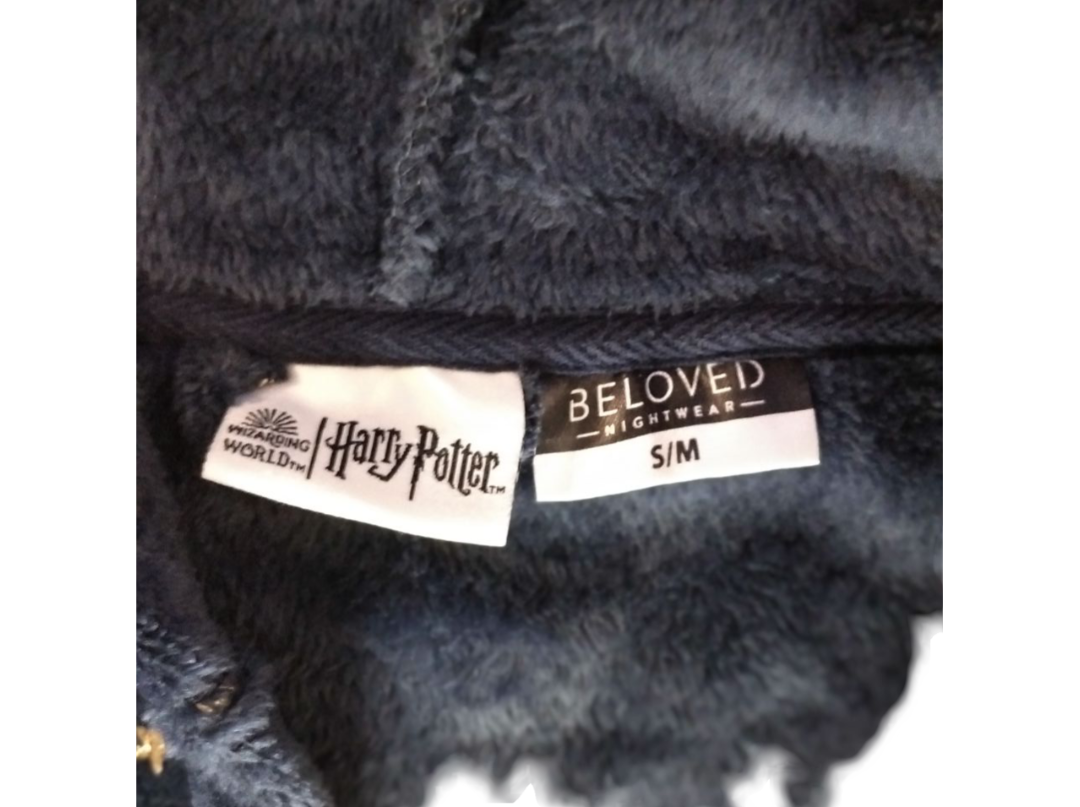 WIZARDING
WORLD™
Harry Potter™
BELOVED
NIGHTWEAR
S/M